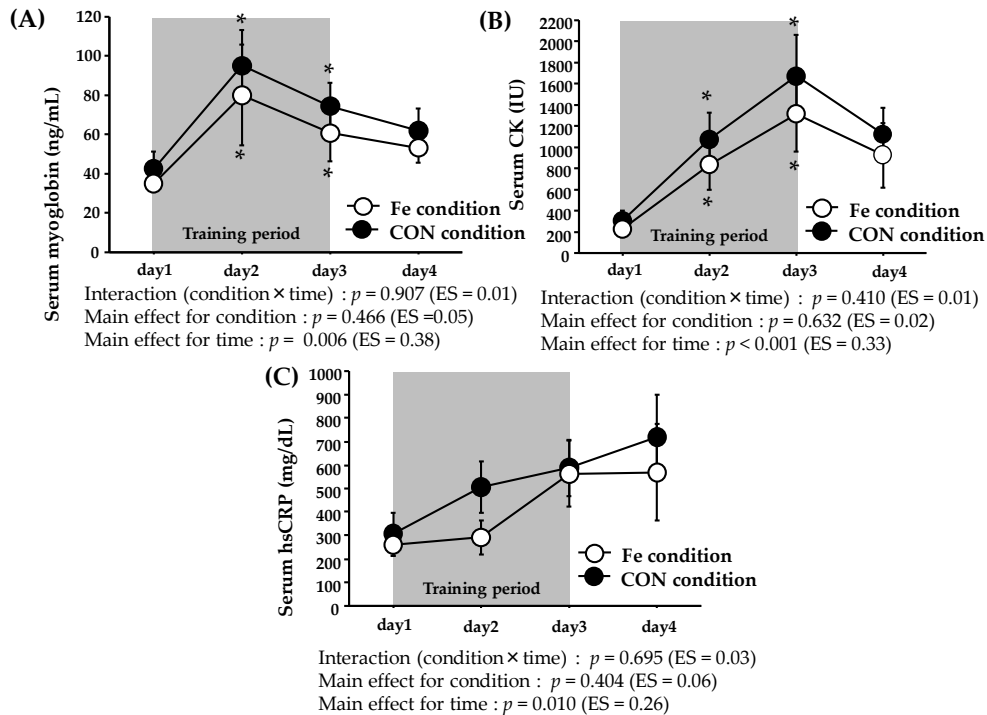 (A)
Serum myoglobin (ng/mL)
120
100
80
60
40
20
0
*
*
*
*
Fe condition
CON condition
Training period
day1 day2 day3 day4
Interaction (condition × time) : p = 0.907 (ES = 0.01)
Main effect for condition : p = 0.466 (ES =0.05)
Main effect for time : p = 0.006 (ES = 0.38)
(B)
Serum CK (IU)
2200
2000
1800
1600
1400
1200
1000
800
600
400
200
0
*
*
*
*
Fe condition
CON condition
Training period
day1 day2 day3 day4
Interaction (condition × time) : p = 0.410 (ES = 0.01)
Main effect for condition : p = 0.632 (ES = 0.02)
Main effect for time : p < 0.001 (ES = 0.33)
(C)
Serum hsCRP (mg/dL)
1000
900
800
700
600
500
400
300
200
100
0
Fe condition
CON condition
Training period
day1 day2 day3 day4
Interaction (condition × time) : p = 0.695 (ES = 0.03)
Main effect for condition : p = 0.404 (ES = 0.06)
Main effect for time : p = 0.010 (ES = 0.26)